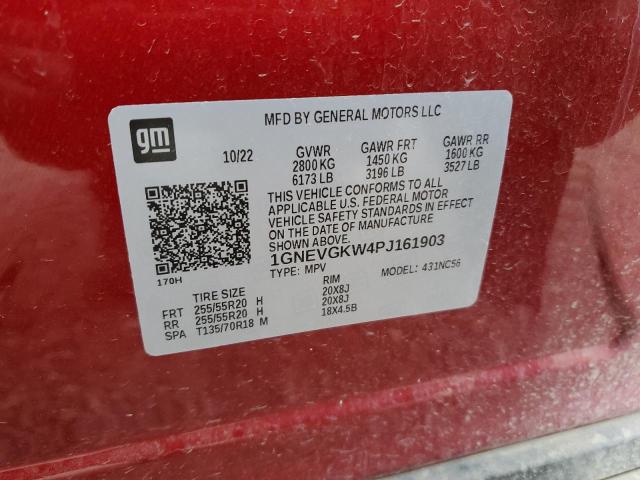 gm
MFD BY GENERAL MOTORS LLC
10/22 GVWR GAWR FRT GAWR RR
2800 KG 1450 KG 1600 KG
6173 LB 3196 LB 3527 LB
THIS VEHICLE CONFORMS TO ALL
APPLICABLE U.S. FEDERAL MOTOR
VEHICLE SAFETY STANDARDS IN EFFECT
ON THE DATE OF MANUFACTURE
SHOWN ABOVE.
1GNEVGKW4PJ161903
170H TYPE: MPV MODEL: 431NC56
TIRE SIZE RIM
FRT 255/55R20 H 20X8J
RR 255/55R20 H 20X8J
SPA T135/70R18 M 18X4.5B